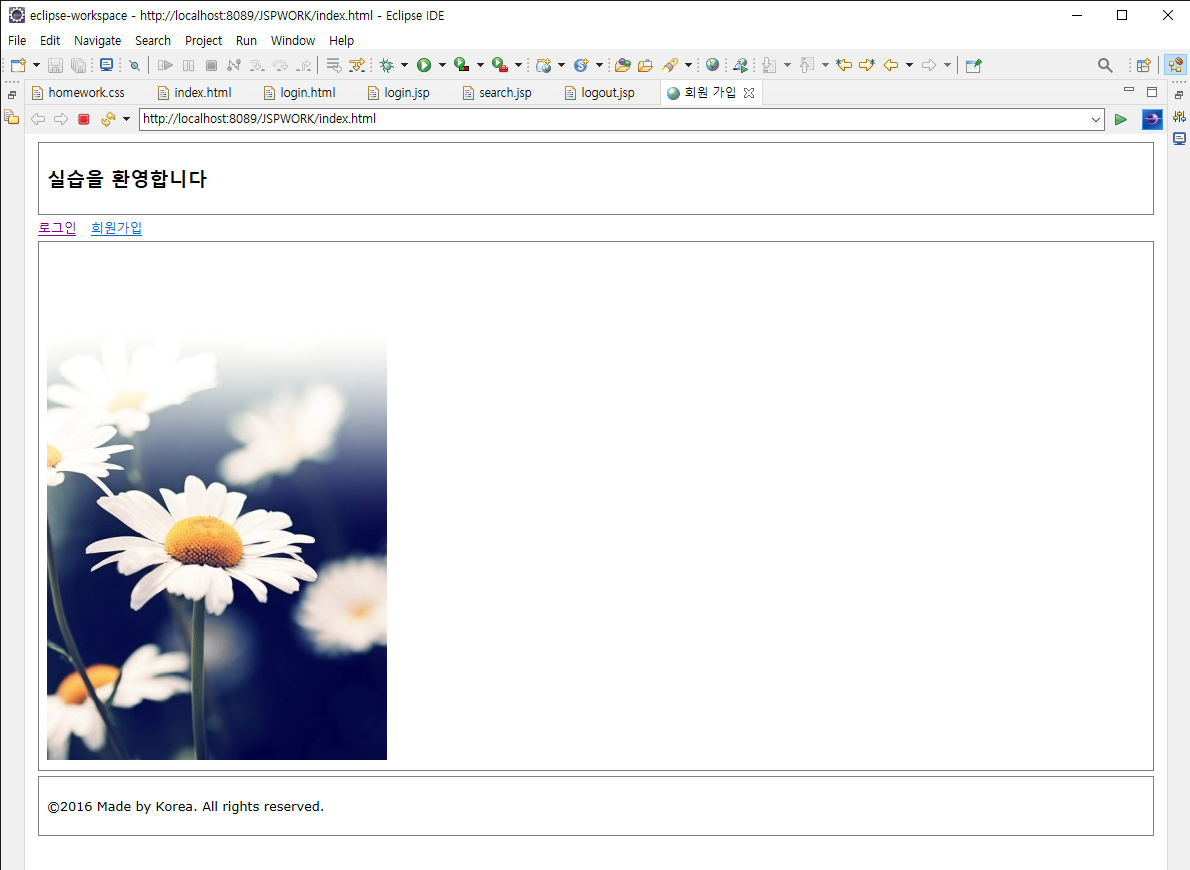 eclipse-workspace - http://localhost:8089/JSPWORK/index.html - Eclipse IDE
File Edit Navigate Search Project Run Window Help
homework.css index.html login.html login.jsp search.jsp logout.jsp 회원 가입
http://localhost:8089/JSPWORK/index.html
실습을 환영합니다
로그인 회원가입
©2016 Made by Korea. All rights reserved.